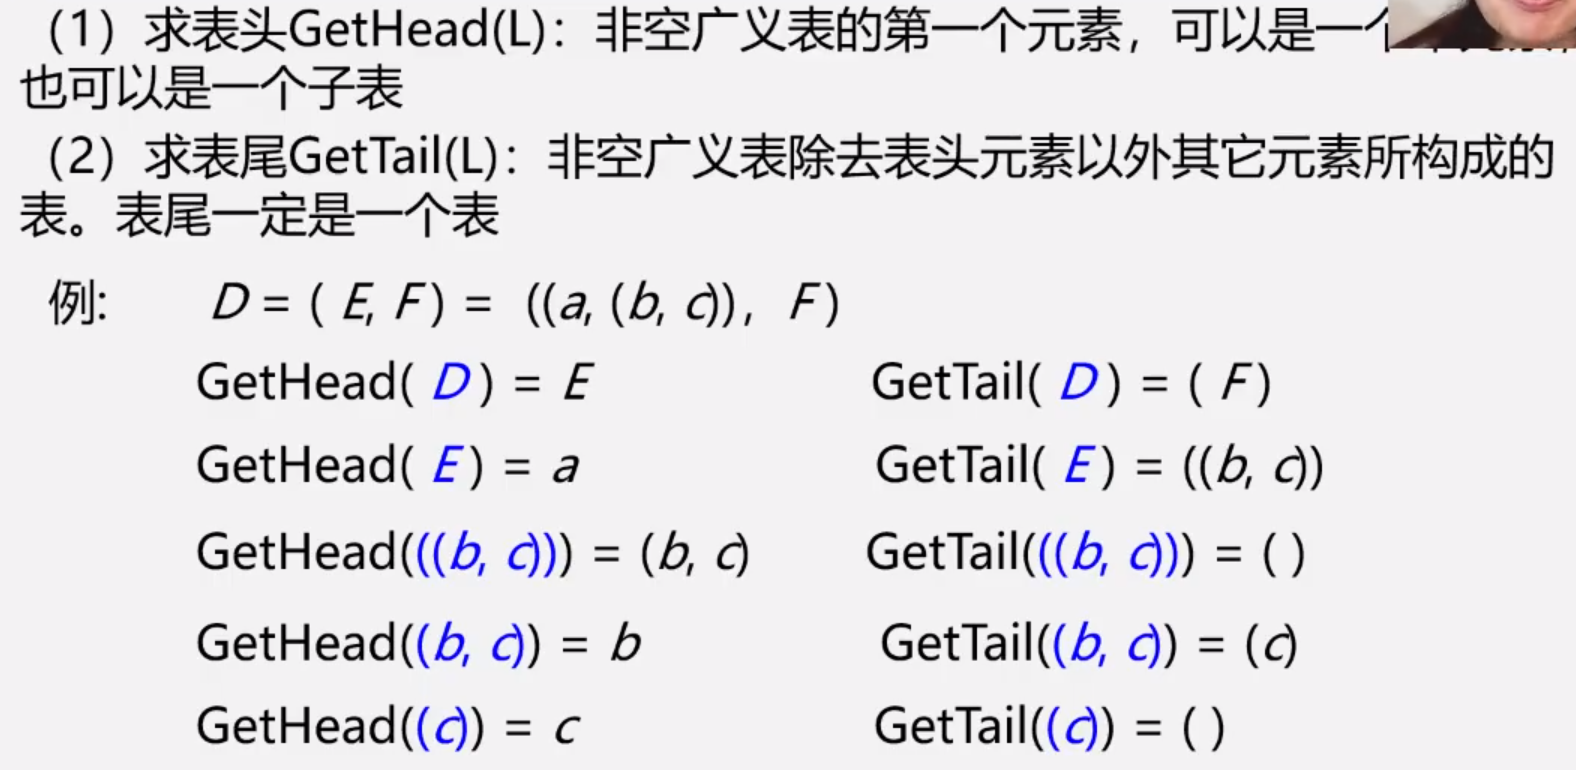 （1）求表头GetHead(L)：非空广义表的第一个元素，可以是一个
也可以是一个子表
（2）求表尾GetTail(L)：非空广义表除去表头元素以外其它元素所构成的
表。表尾一定是一个表
例: D = ( E, F ) = ((a, (b, c)), F )
GetHead( D ) = E GetTail( D ) = ( F )
GetHead( E ) = a GetTail( E ) = ((b, c))
GetHead(((b, c))) = (b, c) GetTail(((b, c))) = ( )
GetHead((b, c)) = b GetTail((b, c)) = (c)
GetHead((c)) = c GetTail((c)) = ( )